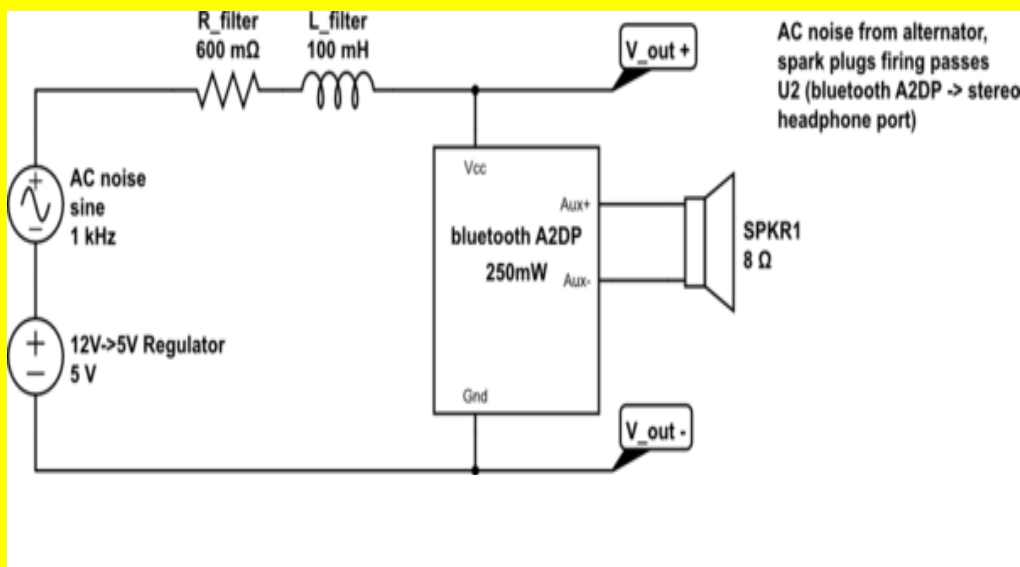 R_filter
600 mΩ
L_filter
100 mH
V_out +
AC noise from alternator,
spark plugs firing passes
U2 (bluetooth A2DP -> stereo
headphone port)
AC noise
sine
1 kHz
Vcc
Aux+
bluetooth A2DP
250mW
Aux-
SPKR1
8 Ω
12V->5V Regulator
5 V
Gnd
V_out -